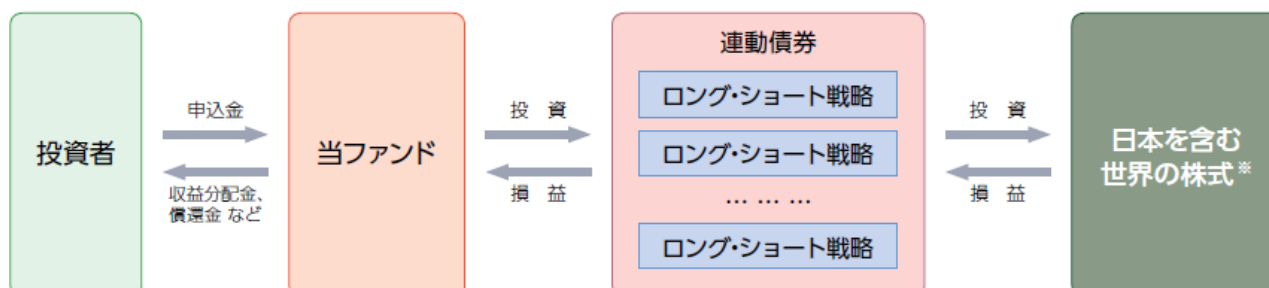 投資者
申込金
収益分配金、
償還金 など
当ファンド
投 資
損 益
連動債券
ロング・ショート戦略
ロング・ショート戦略
… … …
ロング・ショート戦略
投 資
損 益
日本を含む
世界の株式※